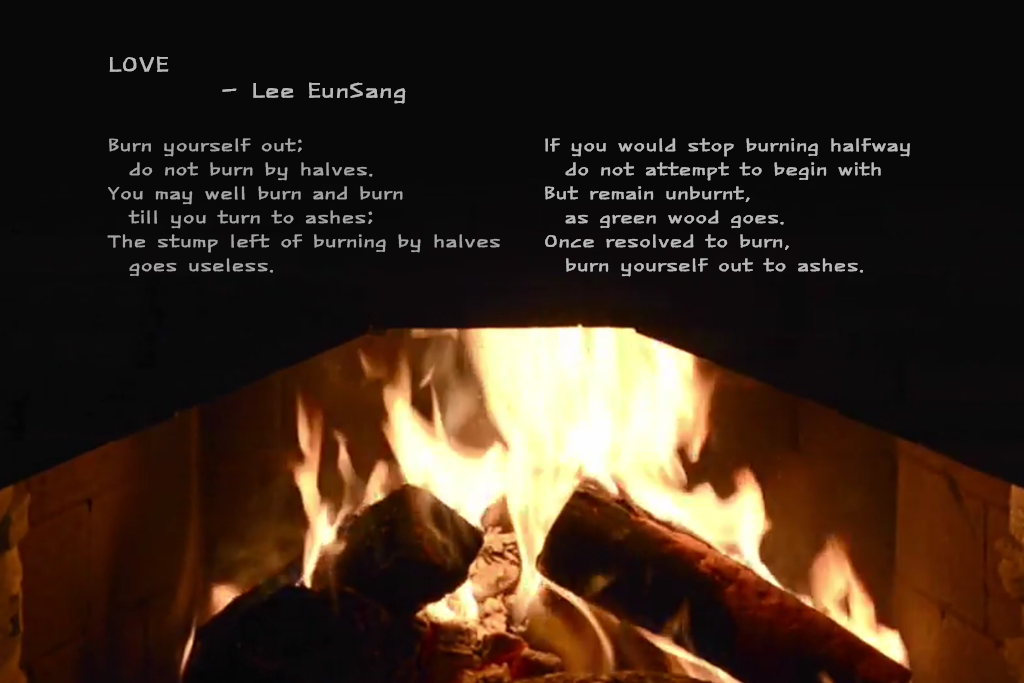 LOVE
- Lee EunSang
Burn yourself out;
do not burn by halves.
You may well burn and burn
till you turn to ashes;
The stump left of burning by halves
goes useless.
If you would stop burning halfway
do not attempt to begin with
But remain unburnt,
as green wood goes.
Once resolved to burn,
burn yourself out to ashes.